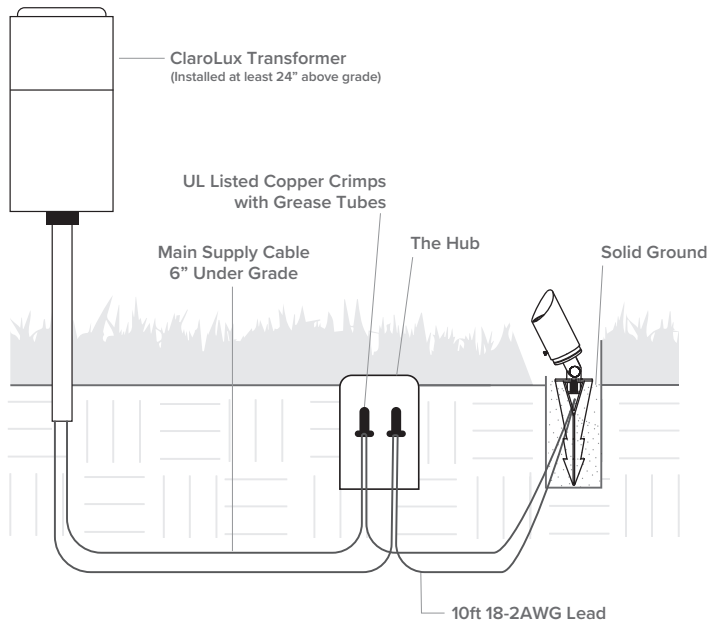 ClaroLux Transformer
(Installed at least 24” above grade)
UL Listed Copper Crimps
with Grease Tubes
The Hub
Main Supply Cable
6” Under Grade
Solid Ground
10ft 18-2AWG Lead